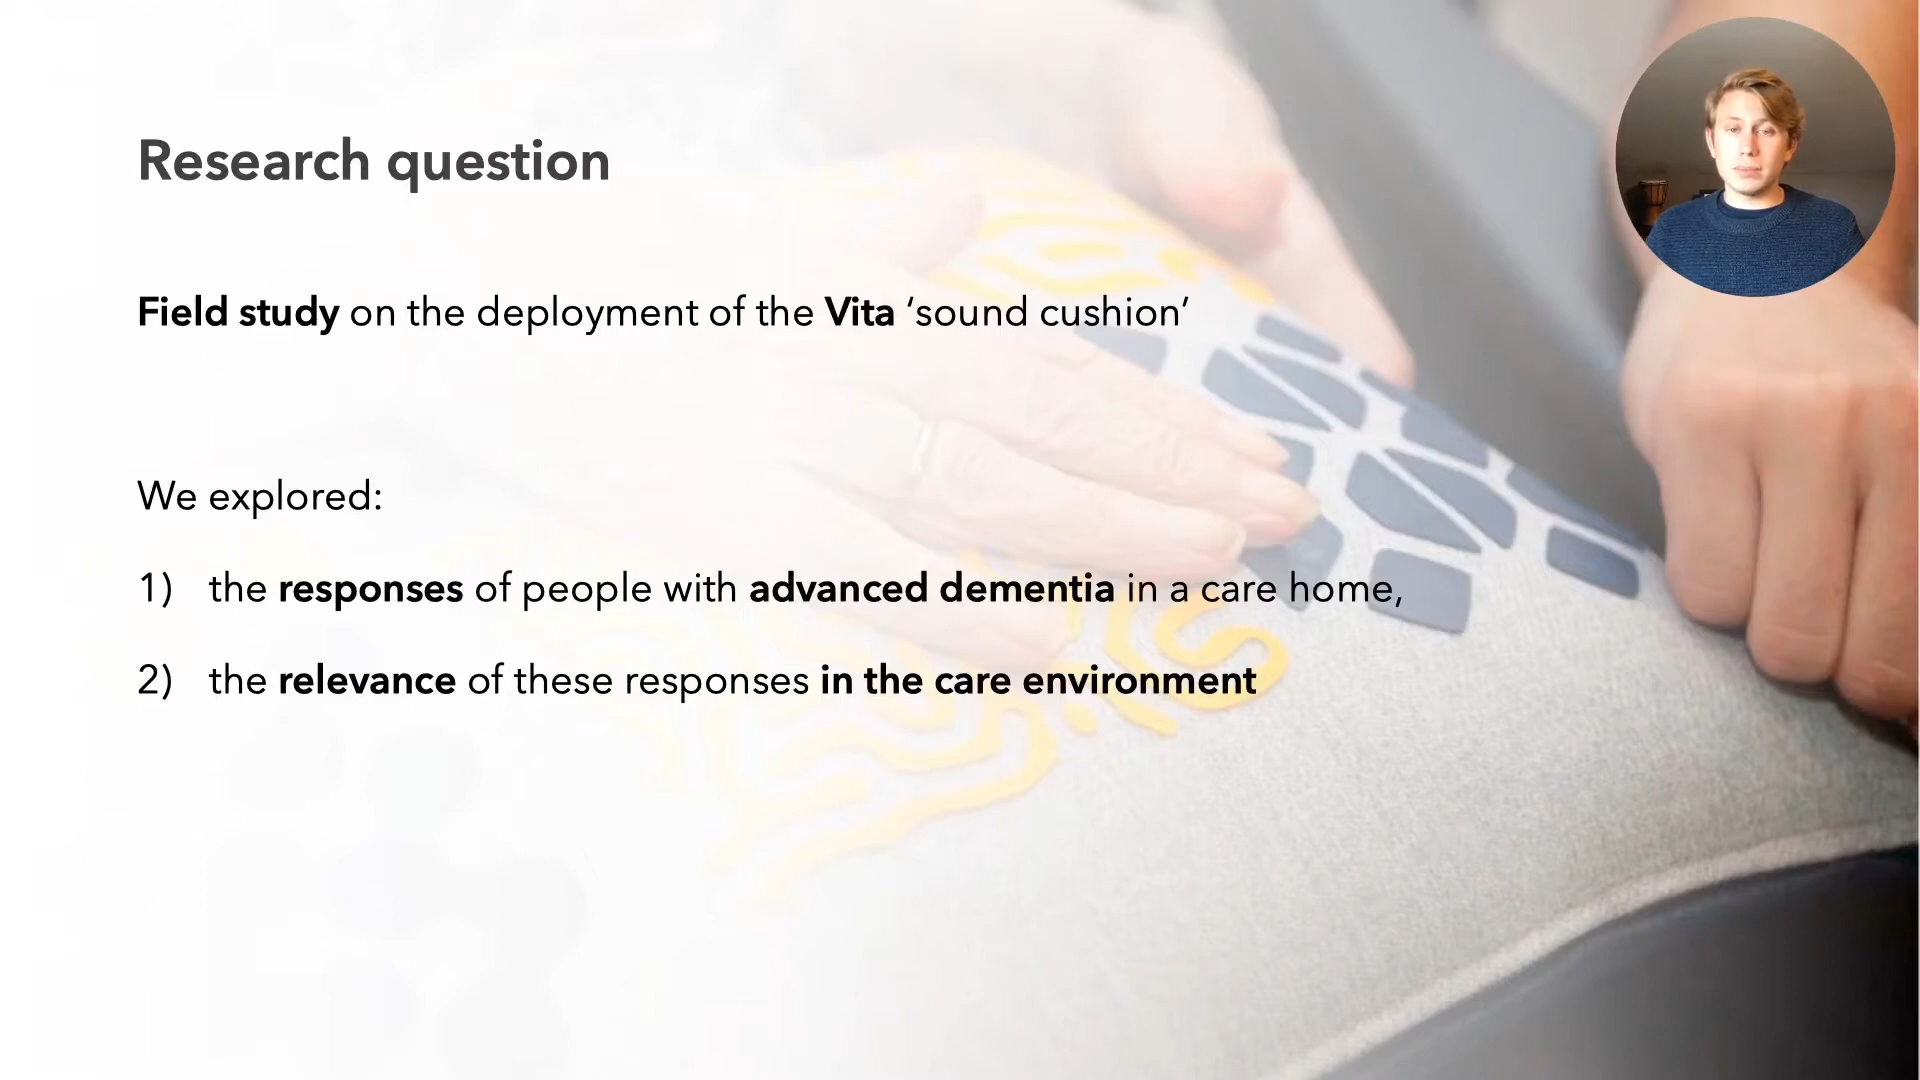 Research question
Field study on the deployment of the Vita ‘sound cushion’
We explored:
1) the responses of people with advanced dementia in a care home,
2) the relevance of these responses in the care environment